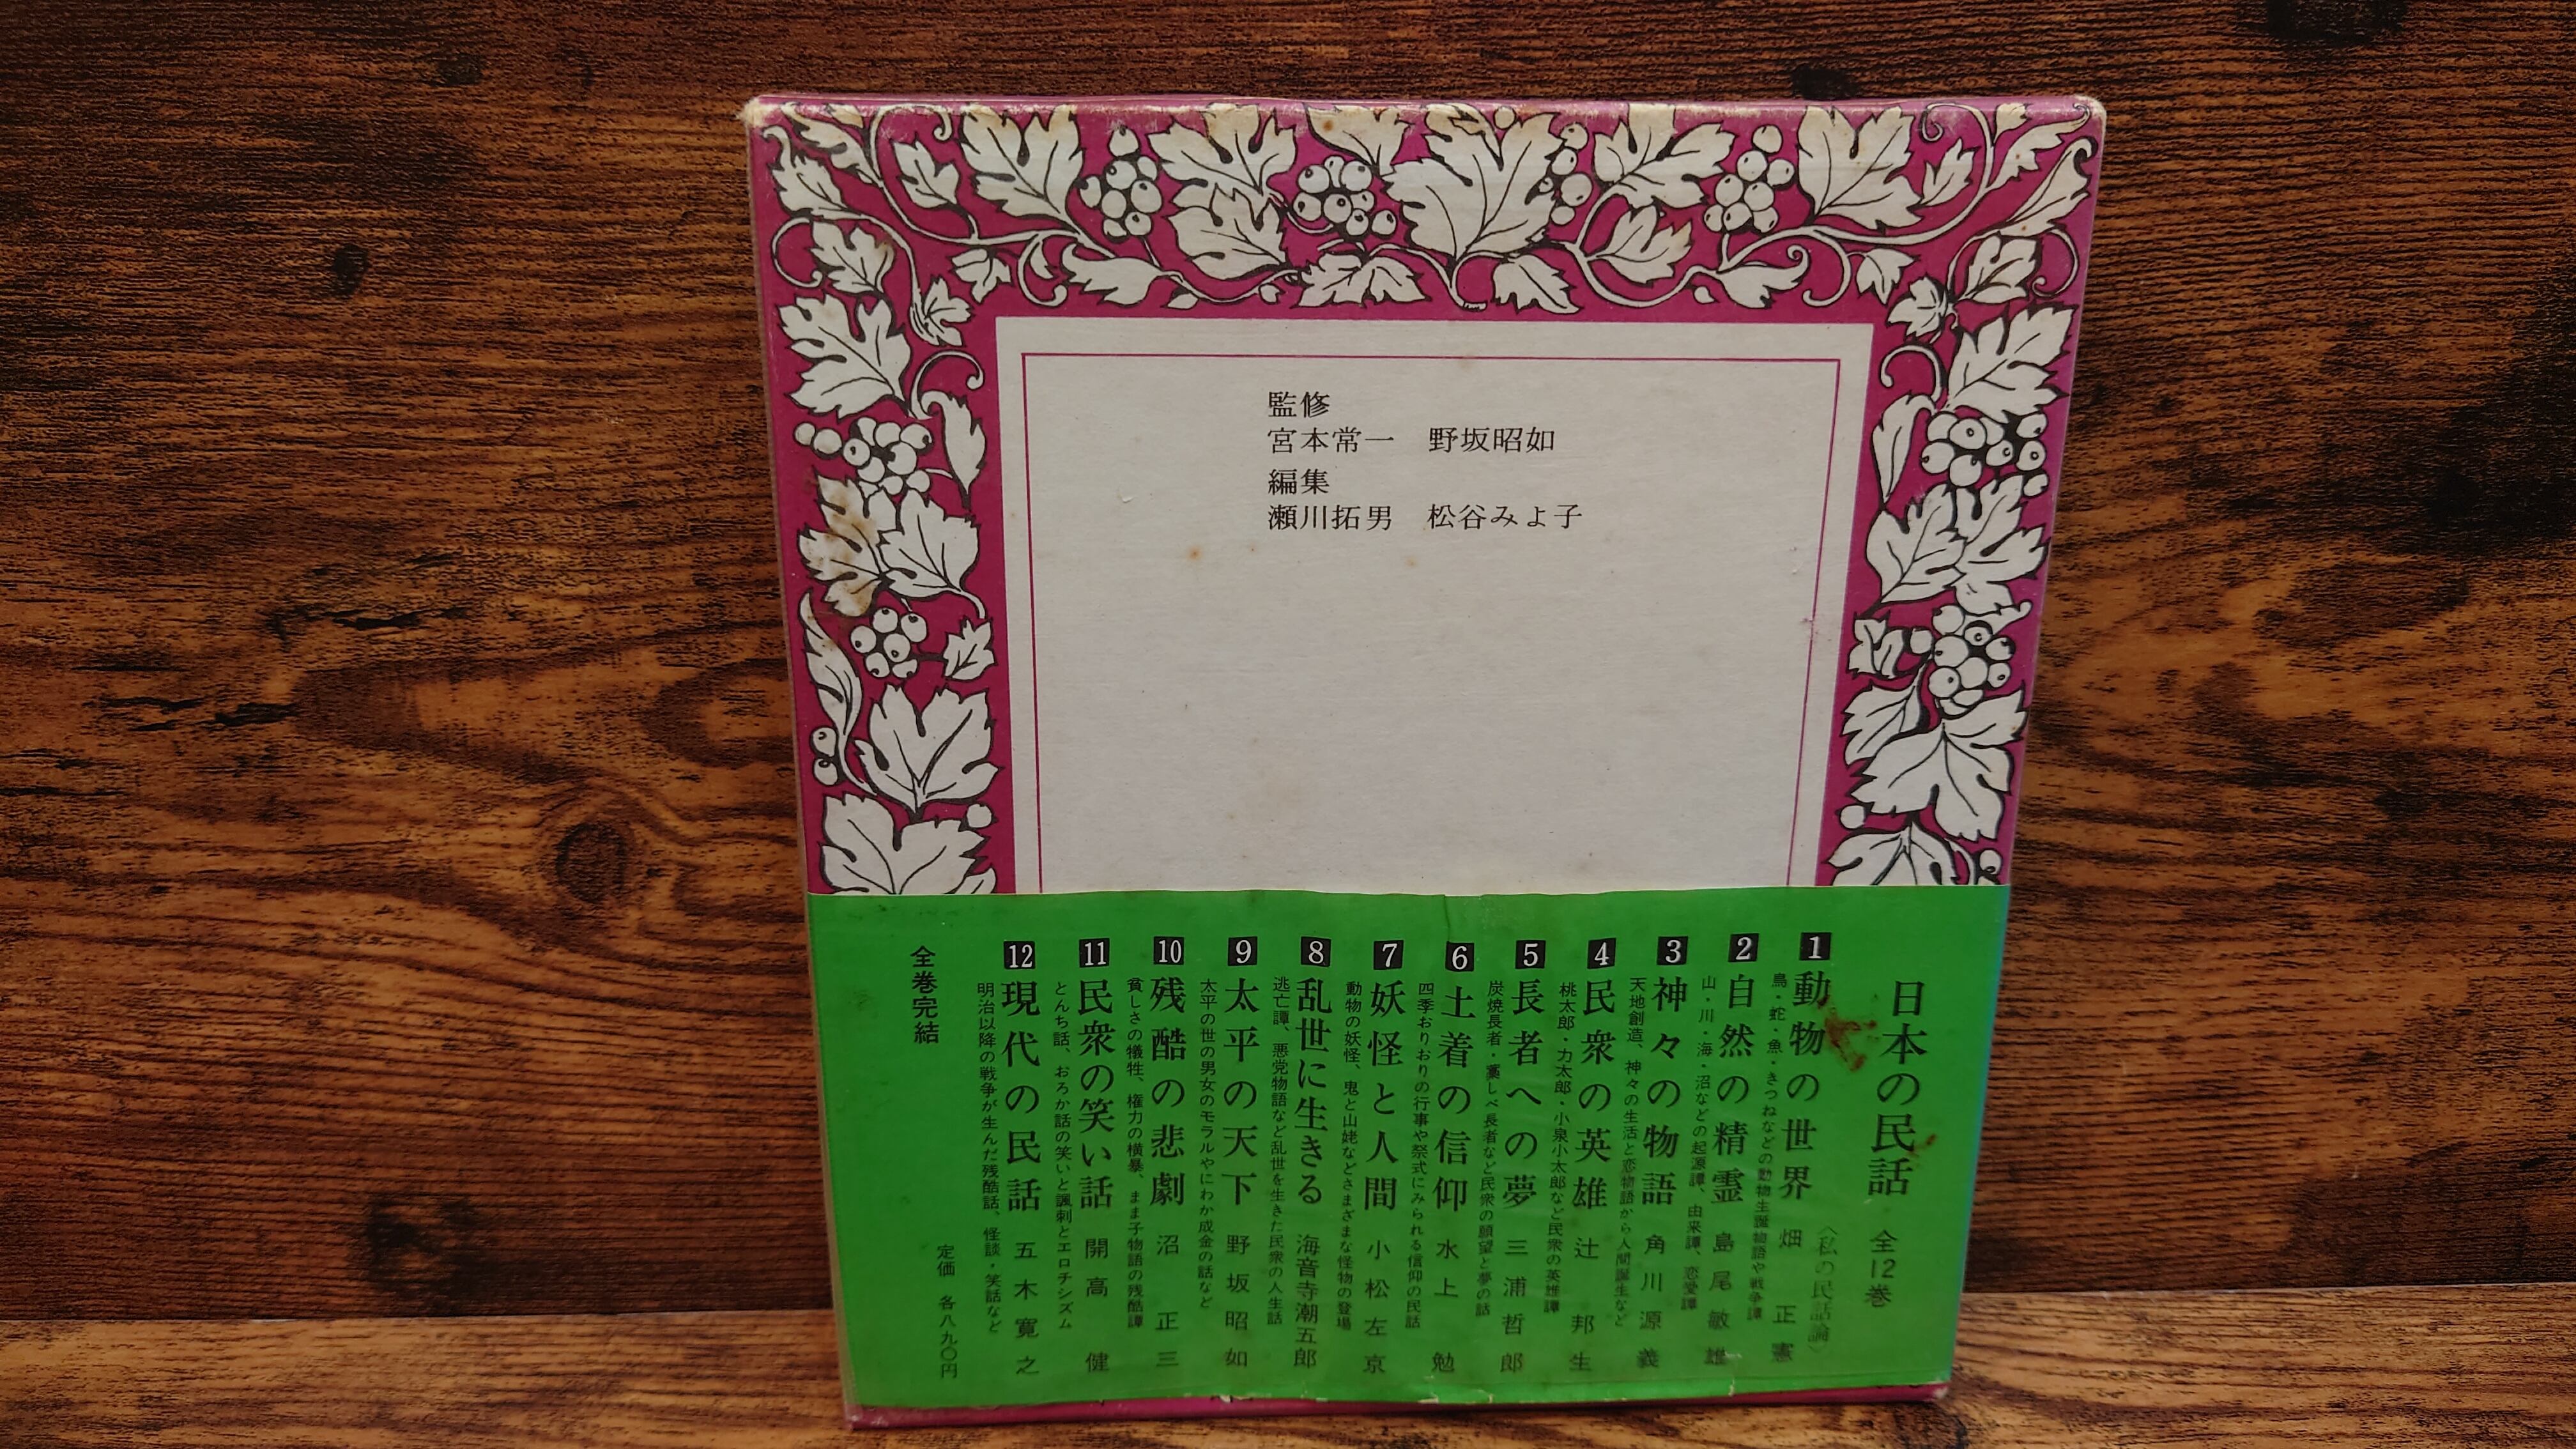 監修
宮本常一　野坂昭如
編集
瀬川拓男　松谷みよ子
日本の民話　全12巻
〈私の民話論〉
1 動物の世界　畑正憲
鳥・蛇・魚・きつねなどの動物生誕物語や戦争譚
2 自然の精霊　島尾敏雄
山・川・海・沼などの起源譚、由来譚、恋愛譚
3 神々の物語　角川源義
天地創造、神々の生活と恋物語から人間誕生など
4 民衆の英雄　辻邦生
桃太郎・力太郎・小泉小太郎など民衆の英雄譚
5 長者への夢　三浦哲郎
炭焼長者・藁しべ長者など民衆の願望と夢の話
6 土着の信仰　水上勉
四季おりおりの行事や祭式にみられる信仰の民話
7 妖怪と人間　小松左京
動物の妖怪、鬼と山姥などさまざまな怪物の登場
8 乱世に生きる　海音寺潮五郎
逃亡譚、悪党物語など乱世を生きた民衆の人生話
9 太平の天下　野坂昭如
太平の世の男女のモラルやにわか成金の話など
10 残酷の悲劇　沼正三
貧しさの犠牲、権力の横暴、まま子物語の残酷譚
11 民衆の笑い話　開高健
とんち話、おろか話の笑いと諷刺とエロチシズム
12 現代の民話　五木寛之
明治以降の戦争が生んだ残酷話、怪談・笑話など
全巻完結
定価　各八九〇円